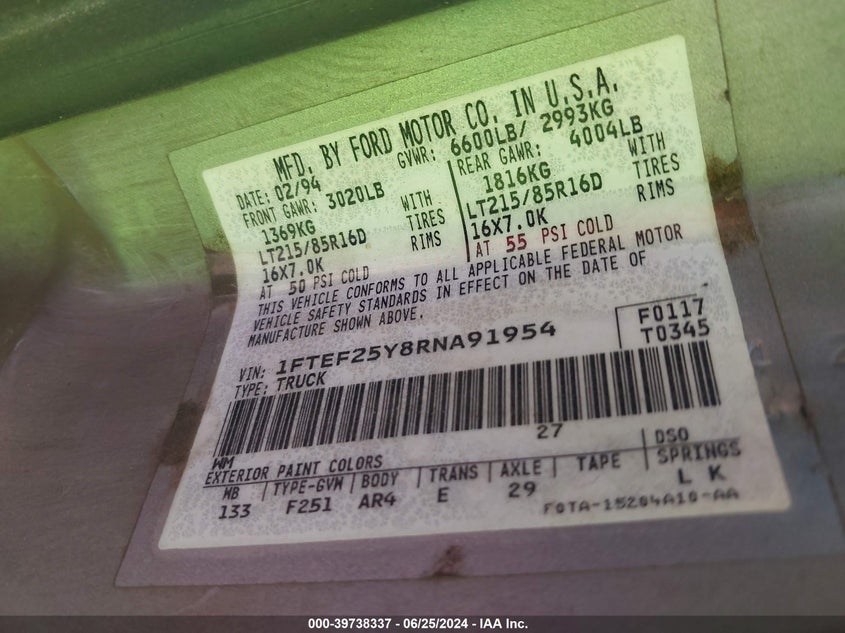 MFD. BY FORD MOTOR CO. IN U.S.A.
DATE: 02/94 GVWR: 6600LB/ 2993KG
FRONT GAWR: 3020LB REAR GAWR: 4004LB
1369KG WITH 1816KG WITH
LT215/85R16D TIRES LT215/85R16D TIRES
16X7.0K RIMS 16X7.0K RIMS
AT 50 PSI COLD AT 55 PSI COLD
THIS VEHICLE CONFORMS TO ALL APPLICABLE FEDERAL MOTOR
VEHICLE SAFETY STANDARDS IN EFFECT ON THE DATE OF
MANUFACTURE SHOWN ABOVE.
VIN: 1FTEF25Y8RNA91954 F0117
TYPE: TRUCK T0345
27
WM DSO
EXTERIOR PAINT COLORS
WB TYPE-GVW BODY TRANS AXLE TAPE SPRINGS
133 F251 AR4 E 29 L K
F0TA-15204A10-AA
000-39738337 - 06/25/2024 - IAA Inc.